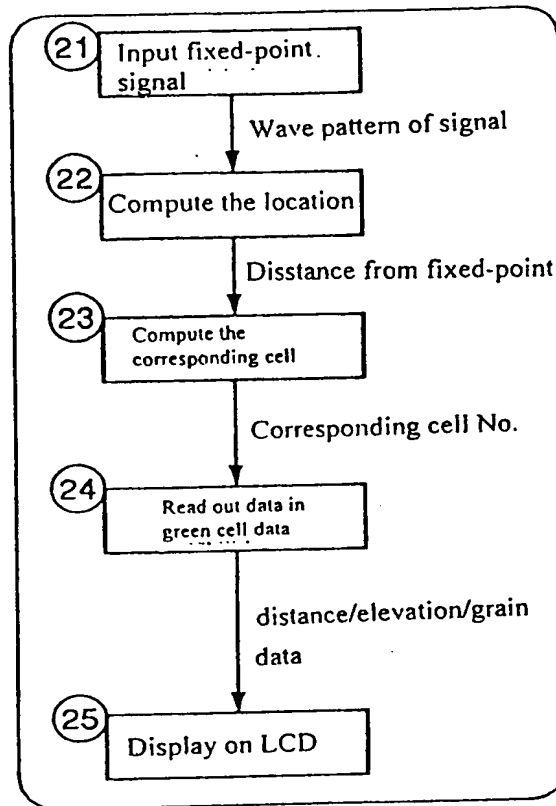 21
Input fixed-point.
signal
Wave pattern of signal
22
Compute the location
Disstance from fixed-point
23
Compute the
corresponding cell
Corresponding cell No.
24
Read out data in
green cell data
distance/elevation/grain
data
25
Display on LCD